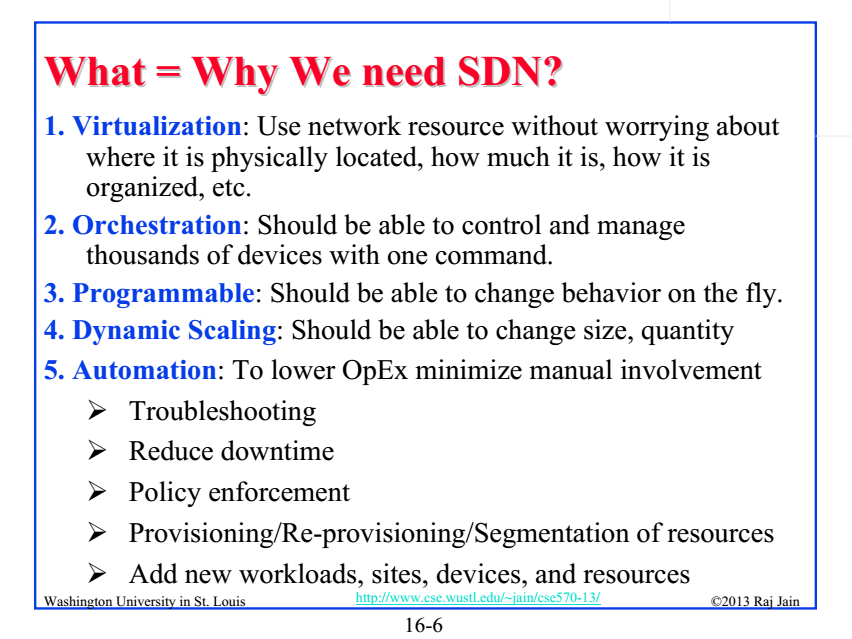 What = Why We need SDN?
1. Virtualization: Use network resource without worrying about
where it is physically located, how much it is, how it is
organized, etc.
2. Orchestration: Should be able to control and manage
thousands of devices with one command.
3. Programmable: Should be able to change behavior on the fly.
4. Dynamic Scaling: Should be able to change size, quantity
5. Automation: To lower OpEx minimize manual involvement
➢ Troubleshooting
➢ Reduce downtime
➢ Policy enforcement
➢ Provisioning/Re-provisioning/Segmentation of resources
➢ Add new workloads, sites, devices, and resources
Washington University in St. Louis http://www.cse.wustl.edu/~jain/cse570-13/ ©2013 Raj Jain
16-6